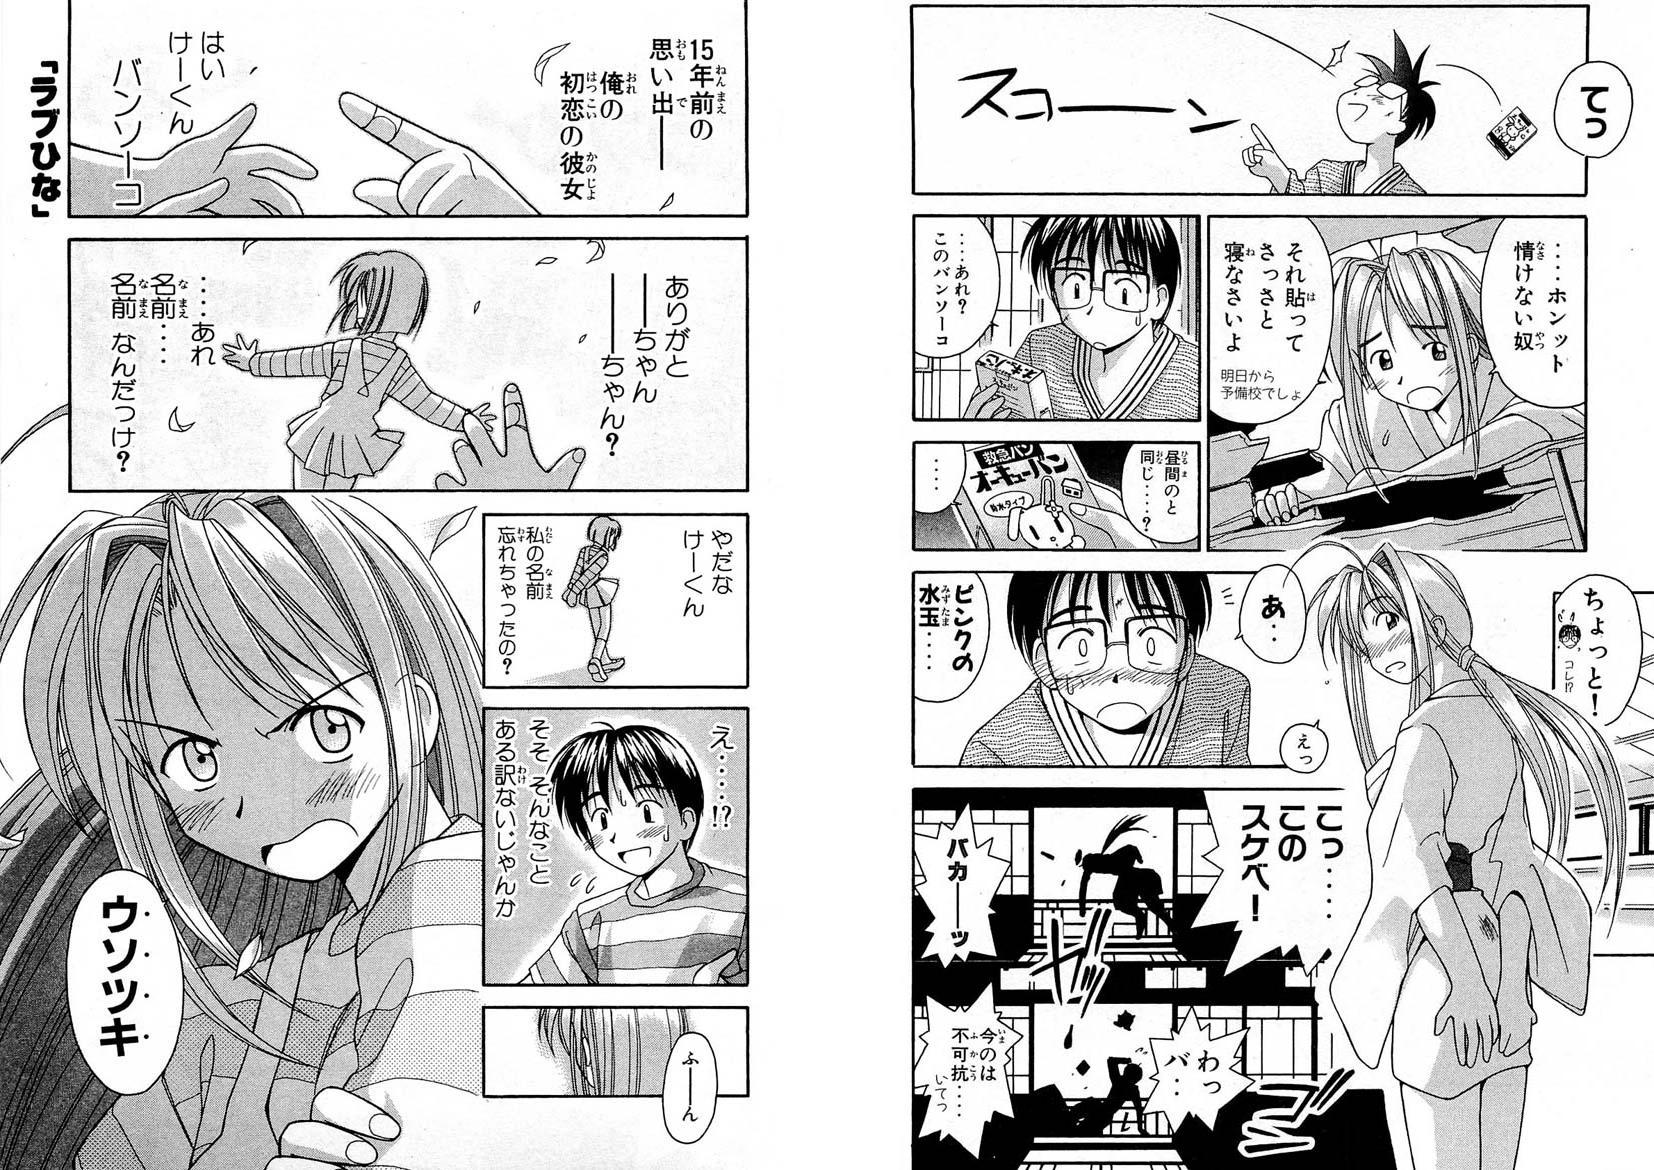 てっ
スコーーン
‥‥ホンット
情けない奴
それ貼って
さっさと
寝なさいよ
明日から
予備校でしょ
‥‥あれ?
このバンソーコ
昼間のと
同じ‥‥?
救急バン
オーキューバン
防水タイプ
‥‥
ちょっと!
コレ!?
あ‥
えっ
ピンクの
水玉‥‥
こっ‥‥
この
スケベ!
バカーーッ
わっ
バ‥
今のは
不可抗‥‥
いてっ
15年前の
思い出――
俺の
初恋の彼女
はい
けーくん
バンソーコ
「ラブひな」
ありがと
――ちゃん
――ちゃん?
‥‥あれ
名前‥‥
名前 なんだっけ?
やだな
けーくん
私の名前
忘れちゃったの?
え‥‥‥!?
そそ そんなこと
ある訳ないじゃんか
ふーん
ウソツキ